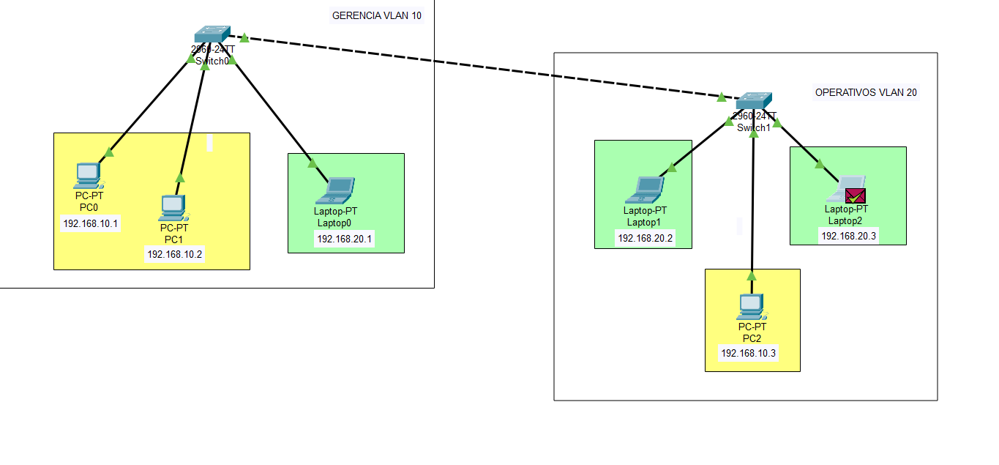 GERENCIA VLAN 10
2960-24TT
Switch0
PC-PT
PC0
192.168.10.1
PC-PT
PC1
192.168.10.2
Laptop-PT
Laptop0
192.168.20.1
OPERATIVOS VLAN 20
2960-24TT
Switch1
Laptop-PT
Laptop1
192.168.20.2
Laptop-PT
Laptop2
192.168.20.3
PC-PT
PC2
192.168.10.3